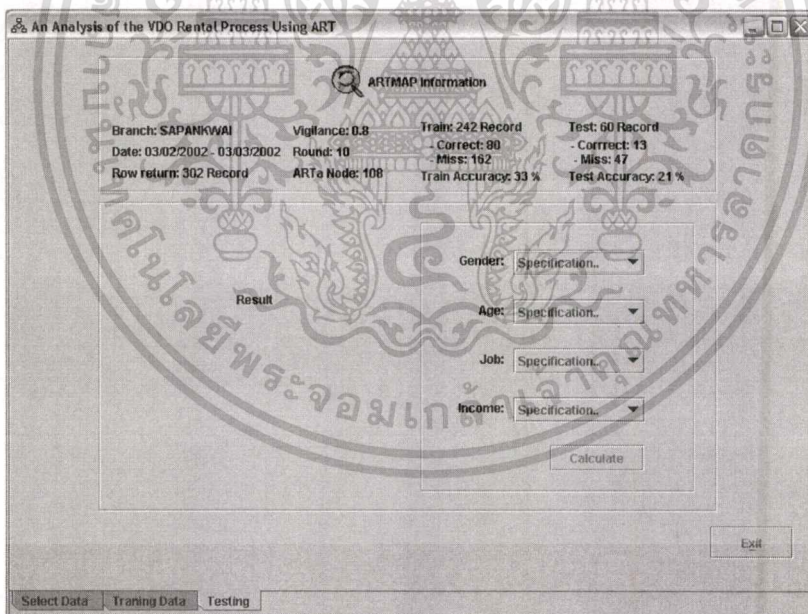 An Analysis of the VDO Rental Process Using ART
ARTMAP Information
Branch: SAPANKWAI
Vigilance: 0.8
Train: 242 Record
Test: 60 Record
Date: 03/02/2002 - 03/03/2002
Round: 10
- Correct: 80
- Corrrect: 13
- Miss: 162
- Miss: 47
Row return: 302 Record
ARTa Node: 108
Train Accuracy: 33 %
Test Accuracy: 21 %
Result
Gender: Specification..
Age: Specification..
Job: Specification..
Income: Specification..
Calculate
Exit
Select Data
Traning Data
Testing